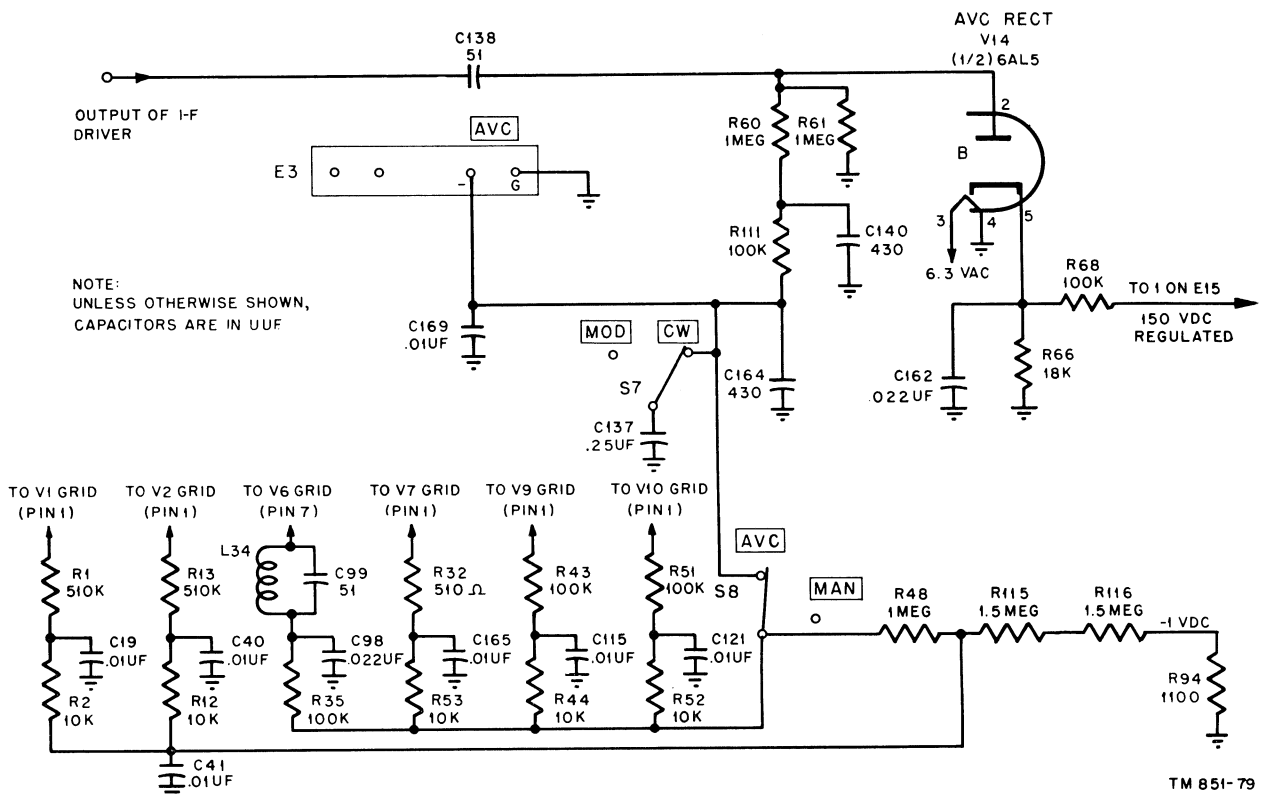 AVC RECT
V14
(1/2) 6AL5
C138
51
OUTPUT OF I-F
DRIVER
AVC
E3
-
G
R60
1MEG
R61
1MEG
2
B
3
4
5
6.3 VAC
R111
100K
C140
430
NOTE:
UNLESS OTHERWISE SHOWN,
CAPACITORS ARE IN UUF
R68
100K
TO 1 ON E15
150 VDC
REGULATED
C169
.01UF
MOD
CW
S7
C164
430
C162
.022UF
R66
18K
C137
.25UF
TO V1 GRID
(PIN 1)
TO V2 GRID
(PIN 1)
TO V6 GRID
(PIN 7)
TO V7 GRID
(PIN 1)
TO V9 GRID
(PIN 1)
TO V10 GRID
(PIN 1)
AVC
L34
R1
510K
R13
510K
C99
51
R32
510 Ω
R43
100K
R51
100K
S8
MAN
R48
1MEG
R115
1.5MEG
R116
1.5MEG
-1 VDC
C19
.01UF
C40
.01UF
C98
.022UF
C165
.01UF
C115
.01UF
C121
.01UF
R2
10K
R12
10K
R35
100K
R53
10K
R44
10K
R52
10K
R94
1100
C41
.01UF
TM 851-79